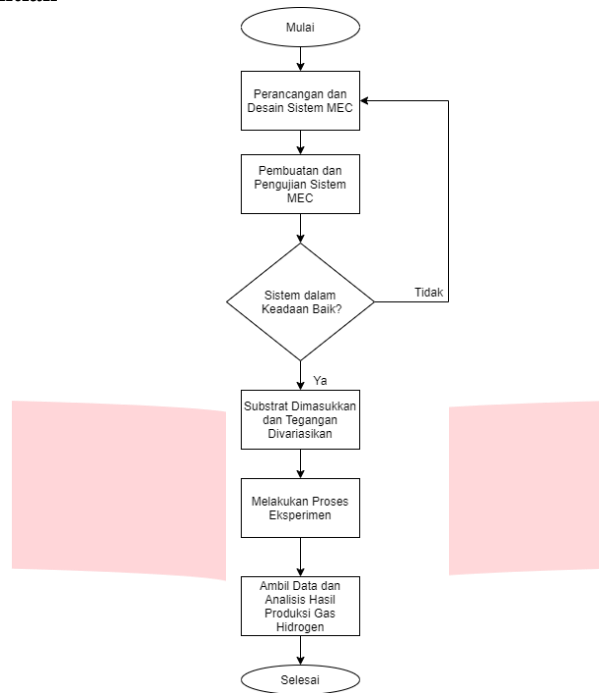 Mulai
Perancangan dan
Desain Sistem MEC
Pembuatan dan
Pengujian Sistem
MEC
Sistem dalam
Keadaan Baik?
Tidak
Ya
Substrat Dimasukkan
dan Tegangan
Divariasikan
Melakukan Proses
Eksperimen
Ambil Data dan
Analisis Hasil
Produksi Gas
Hidrogen
Selesai